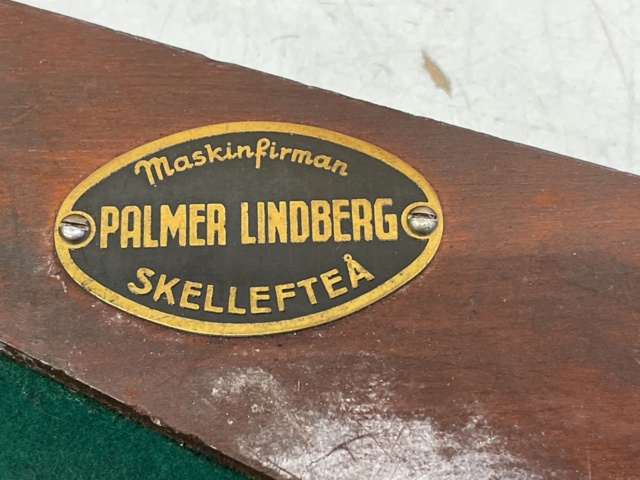 Maskinfirman
PALMER LINDBERG
SKELLEFTEÅ